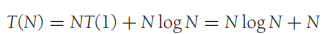 T(N) = NT(1) + N log N = N log N + N